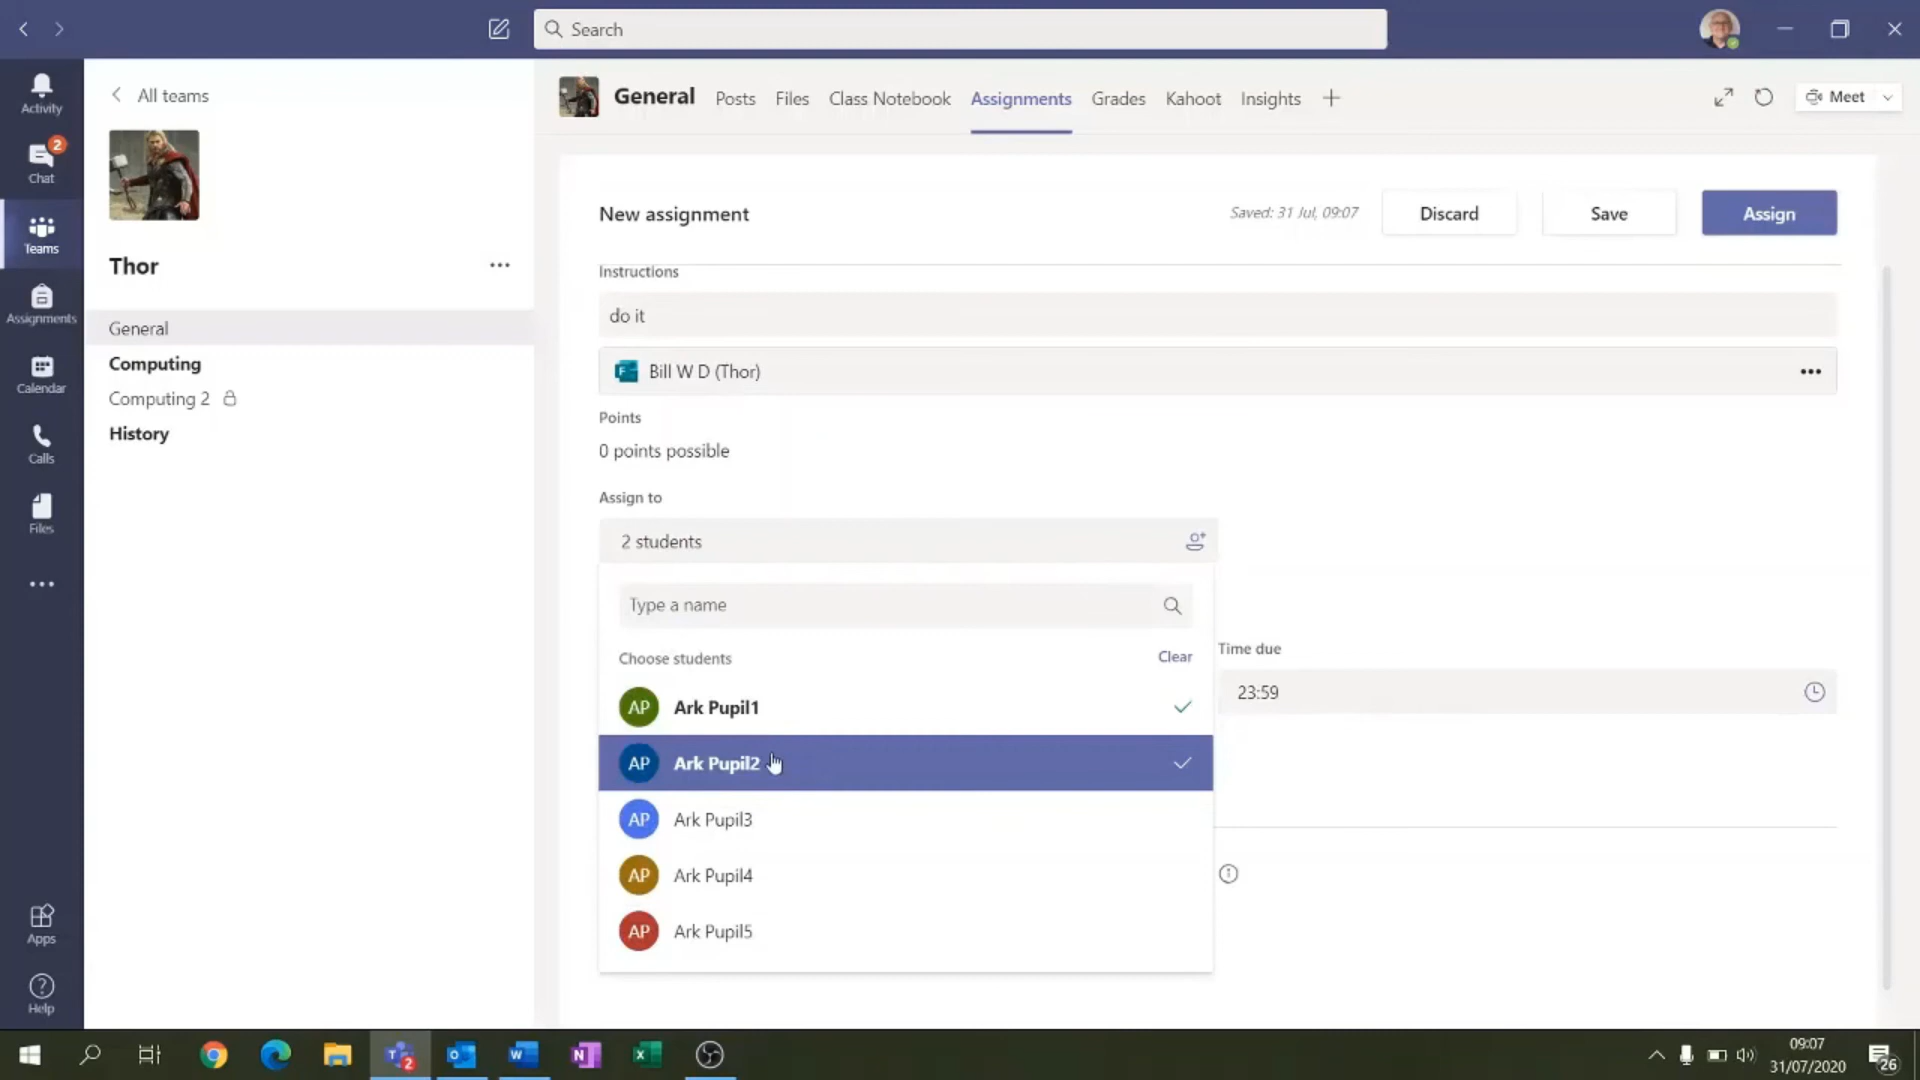 Search
Activity
2
Chat
Teams
Assignments
Calendar
Calls
Files
Apps
Help
All teams
Thor
General
Computing
Computing 2
History
General
Posts
Files
Class Notebook
Assignments
Grades
Kahoot
Insights
Meet
New assignment
Saved: 31 Jul, 09:07
Discard
Save
Assign
Instructions
do it
F
Bill W D (Thor)
Points
0 points possible
Assign to
2 students
Type a name
Choose students
Clear
AP Ark Pupil1
AP Ark Pupil2
AP Ark Pupil3
AP Ark Pupil4
AP Ark Pupil5
Time due
23:59
09:07
31/07/2020
26